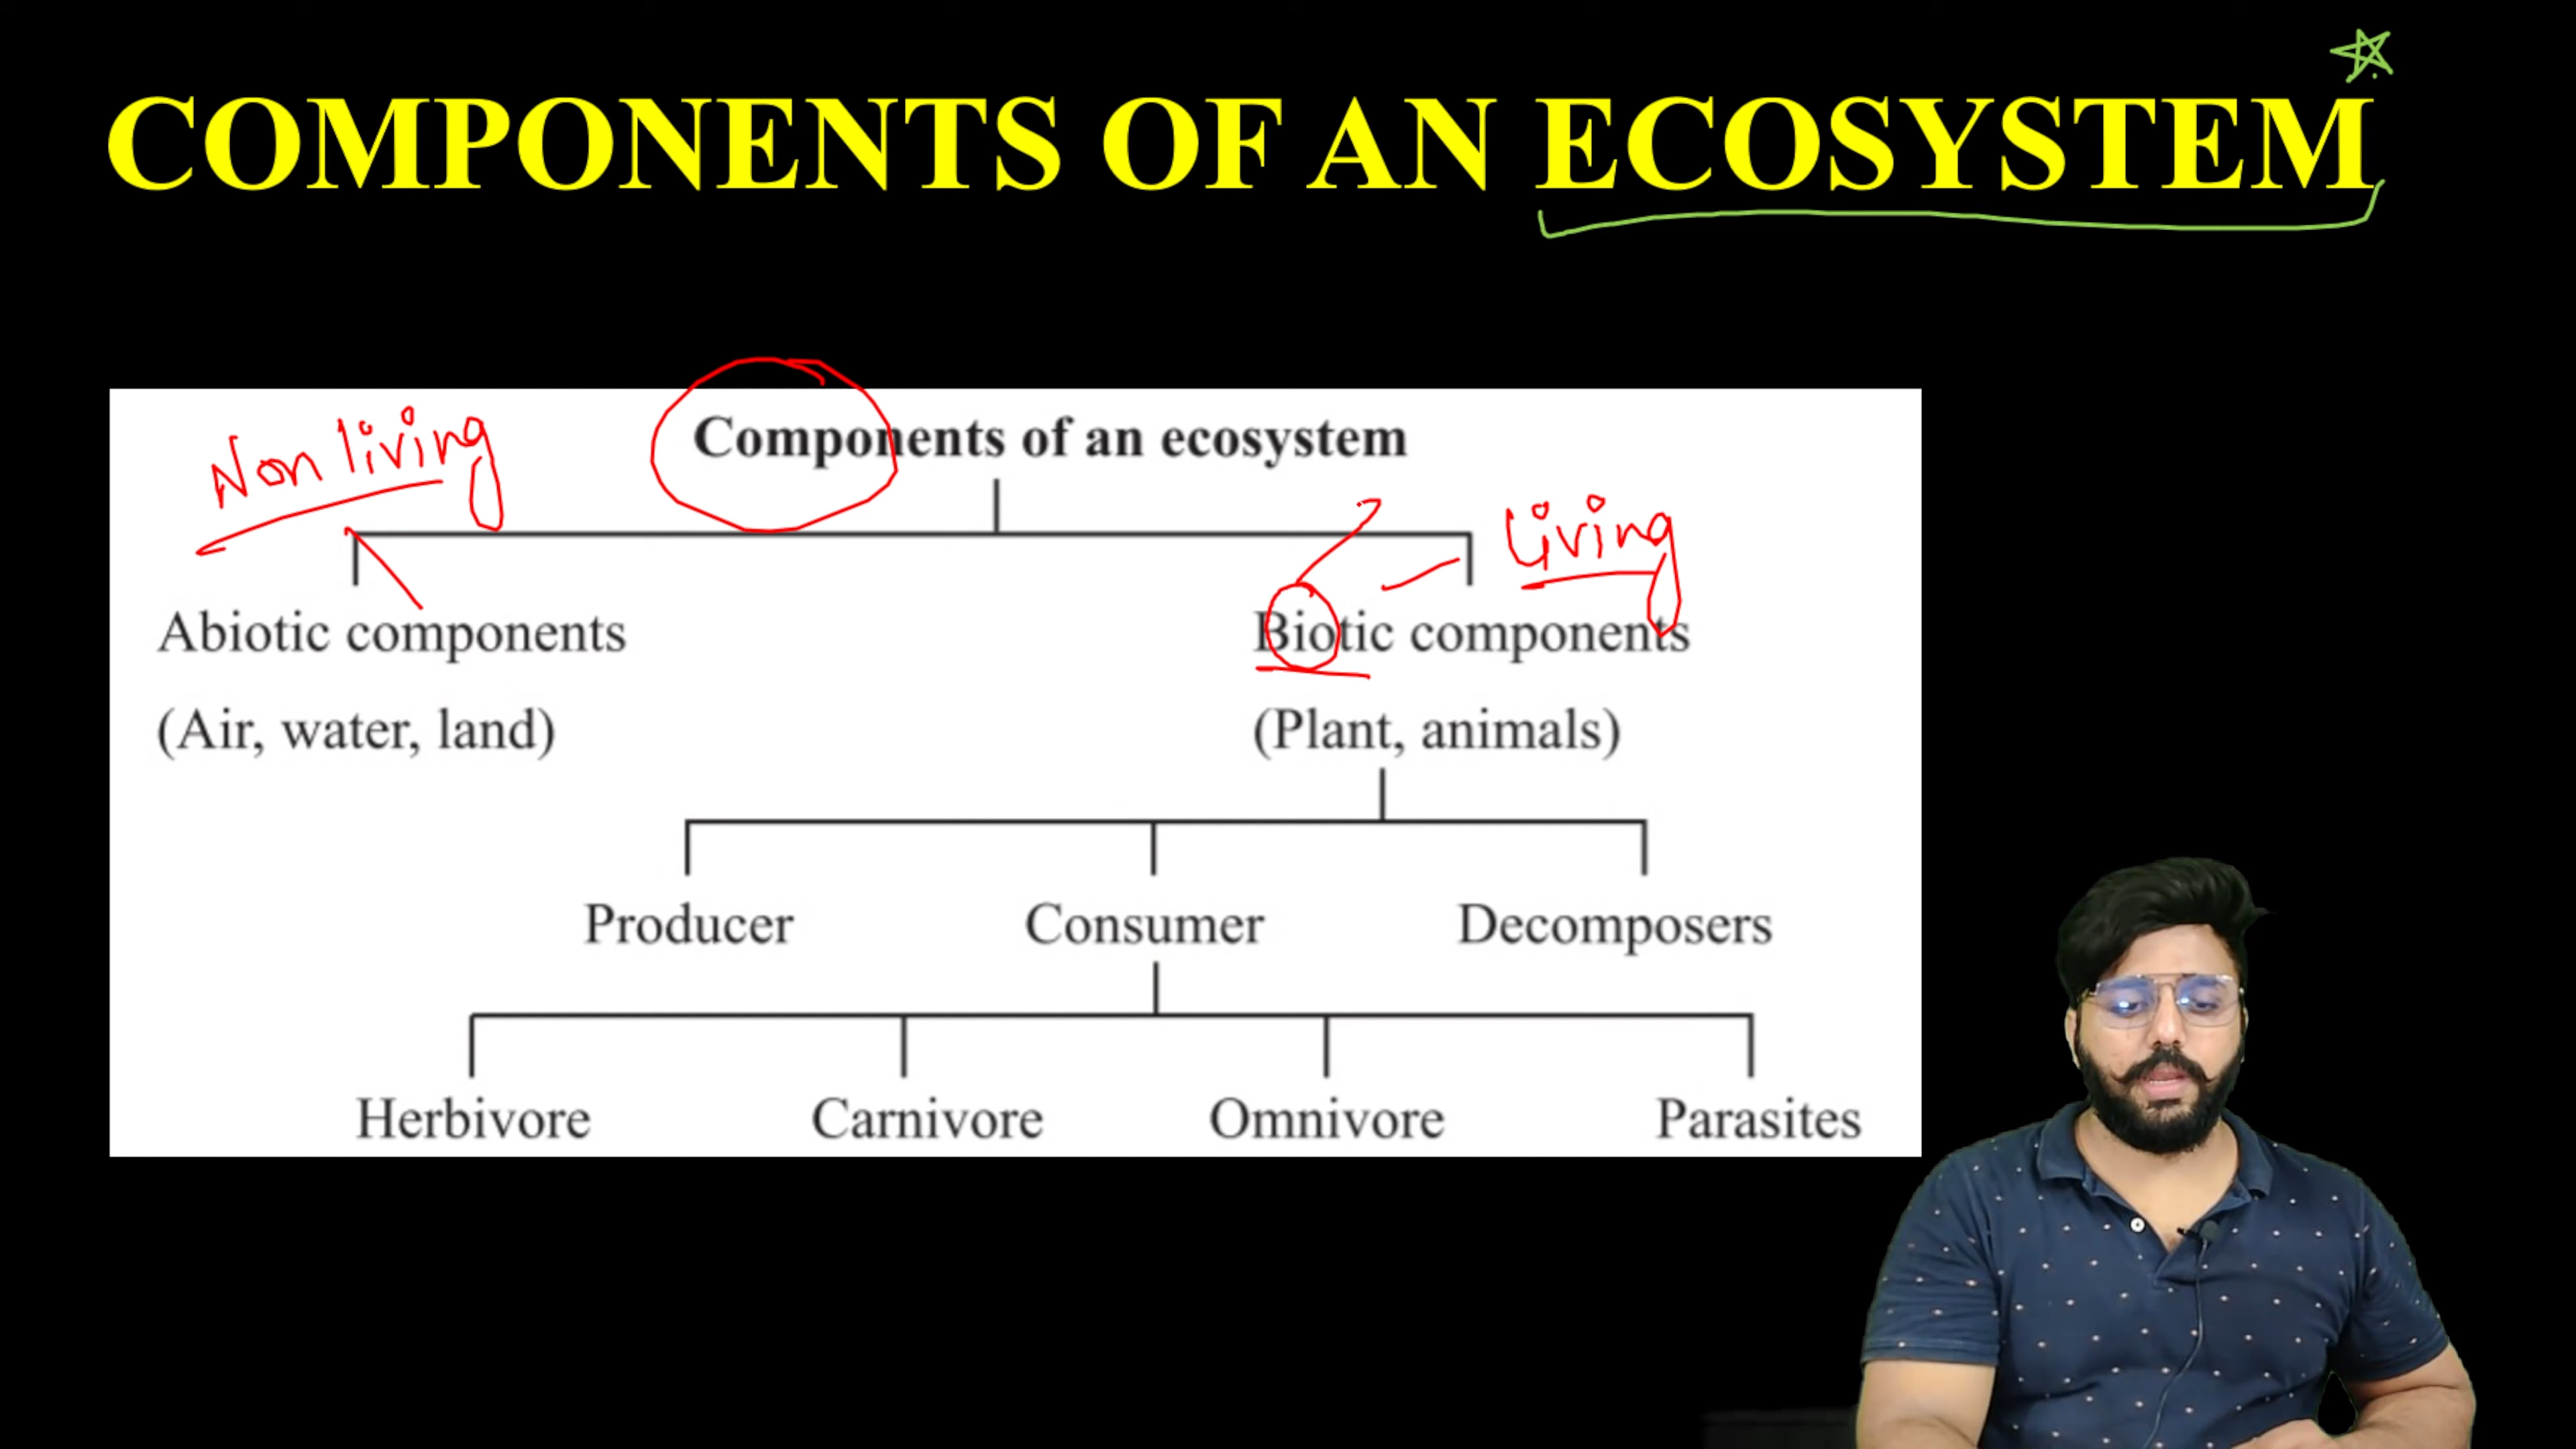 COMPONENTS OF AN ECOSYSTEM
Non living
Components of an ecosystem
Living
Abiotic components
Biotic components
(Air, water, land)
(Plant, animals)
Producer
Consumer
Decomposers
Herbivore
Carnivore
Omnivore
Parasites